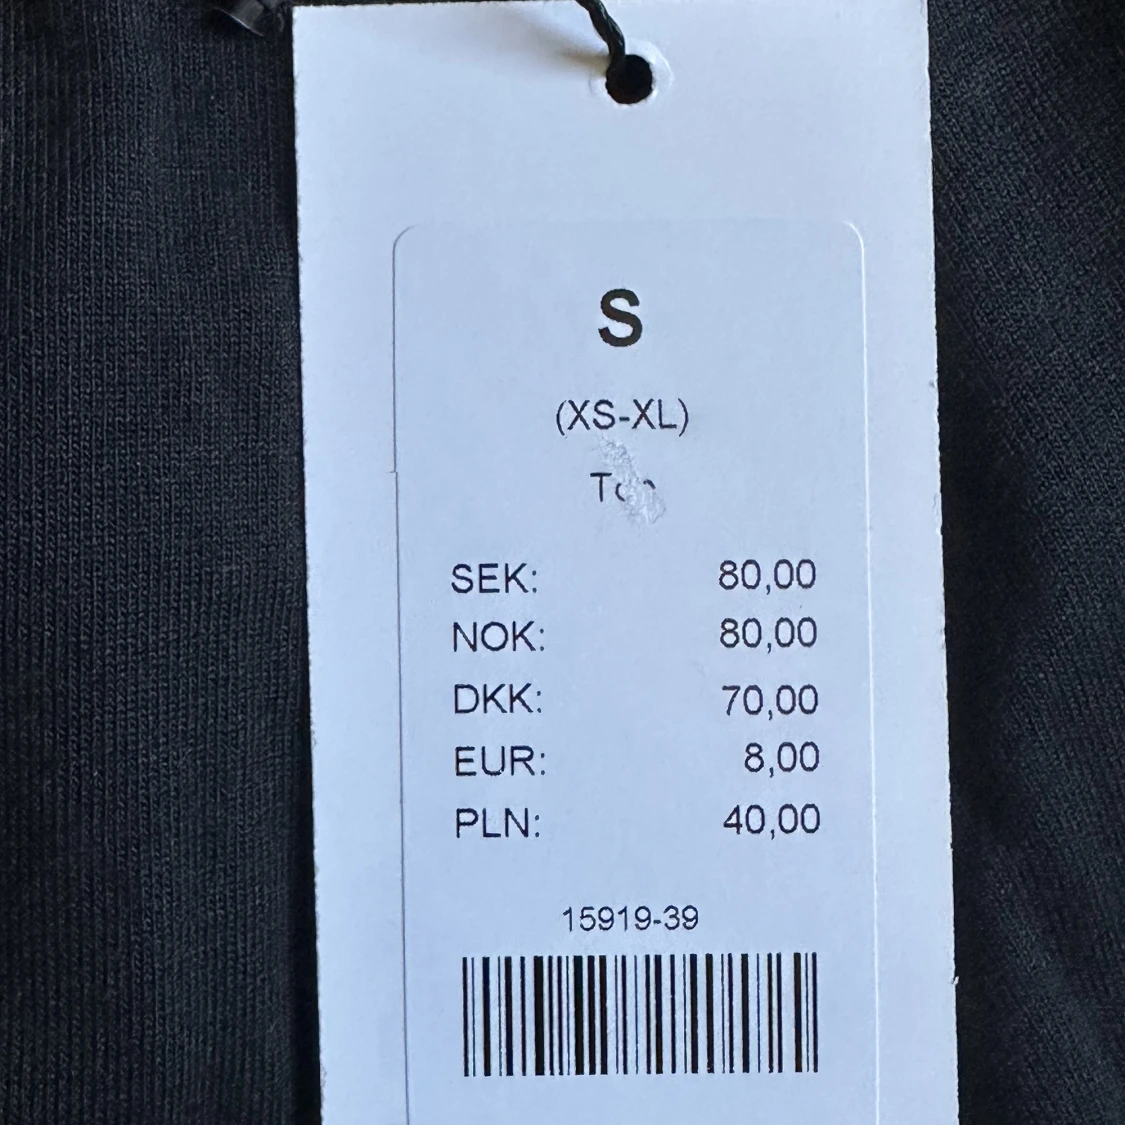 S
(XS-XL)
SEK: 80,00
NOK: 80,00
DKK: 70,00
EUR: 8,00
PLN: 40,00
15919-39